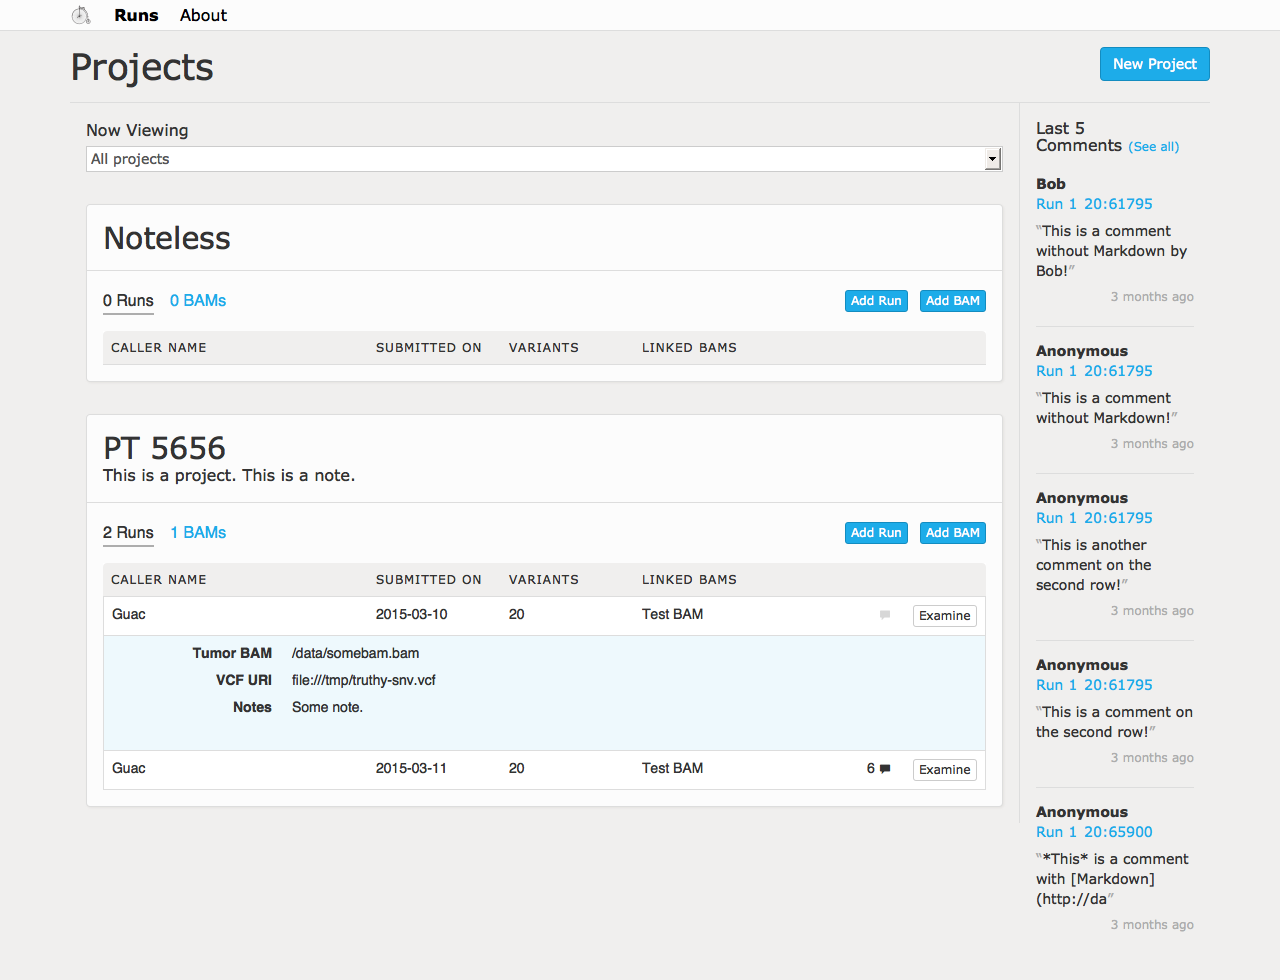 Runs About
Projects
New Project
Now Viewing
All projects
Noteless
0 Runs 0 BAMs Add Run Add BAM
CALLER NAME SUBMITTED ON VARIANTS LINKED BAMS
PT 5656
This is a project. This is a note.
2 Runs 1 BAMs Add Run Add BAM
CALLER NAME SUBMITTED ON VARIANTS LINKED BAMS
Guac 2015-03-10 20 Test BAM Examine
Tumor BAM /data/somebam.bam
VCF URI file:///tmp/truthy-snv.vcf
Notes Some note.
Guac 2015-03-11 20 Test BAM 6 Examine
Last 5
Comments (See all)
Bob
Run 1 20:61795
“This is a comment
without Markdown by
Bob!”
3 months ago
Anonymous
Run 1 20:61795
“This is a comment
without Markdown!”
3 months ago
Anonymous
Run 1 20:61795
“This is another
comment on the
second row!”
3 months ago
Anonymous
Run 1 20:61795
“This is a comment on
the second row!”
3 months ago
Anonymous
Run 1 20:65900
“*This* is a comment
with [Markdown]
(http://da”
3 months ago